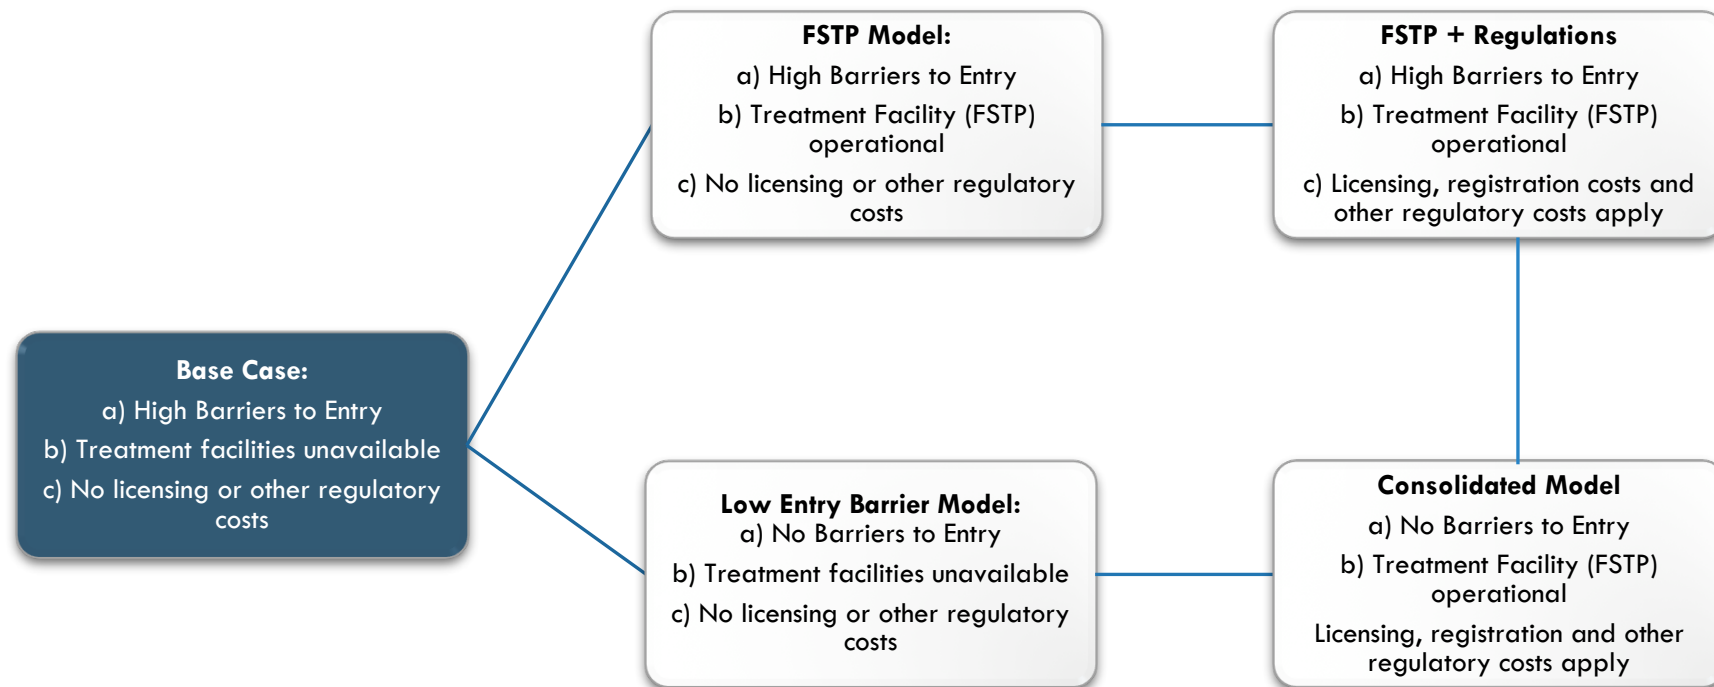 FSTP Model:
a) High Barriers to Entry
b) Treatment Facility (FSTP)
operational
c) No licensing or other regulatory
costs
FSTP + Regulations
a) High Barriers to Entry
b) Treatment Facility (FSTP)
operational
c) Licensing, registration costs and
other regulatory costs apply
Base Case:
a) High Barriers to Entry
b) Treatment facilities unavailable
c) No licensing or other regulatory
costs
Low Entry Barrier Model:
a) No Barriers to Entry
b) Treatment facilities unavailable
c) No licensing or other regulatory
costs
Consolidated Model
a) No Barriers to Entry
b) Treatment Facility (FSTP)
operational
Licensing, registration and other
regulatory costs apply